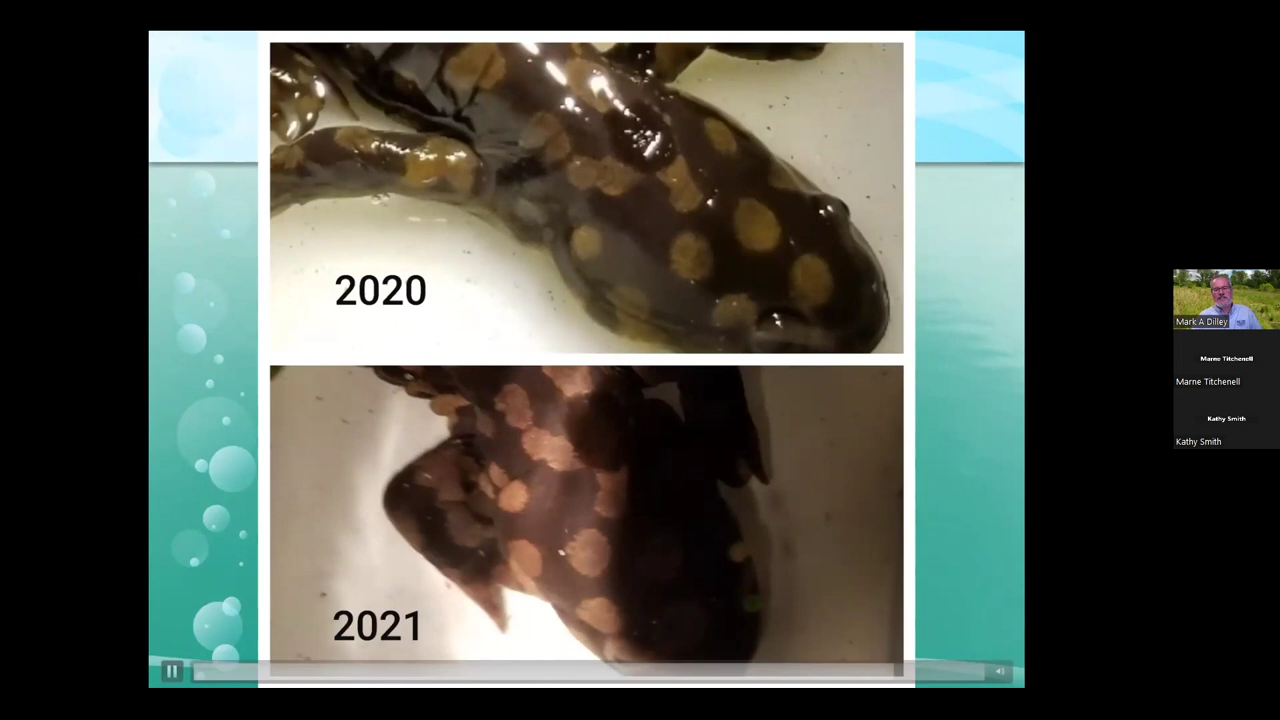 2020
2021
Mark A Dilley
Marne Titchenell
Marne Titchenell
Kathy Smith
Kathy Smith